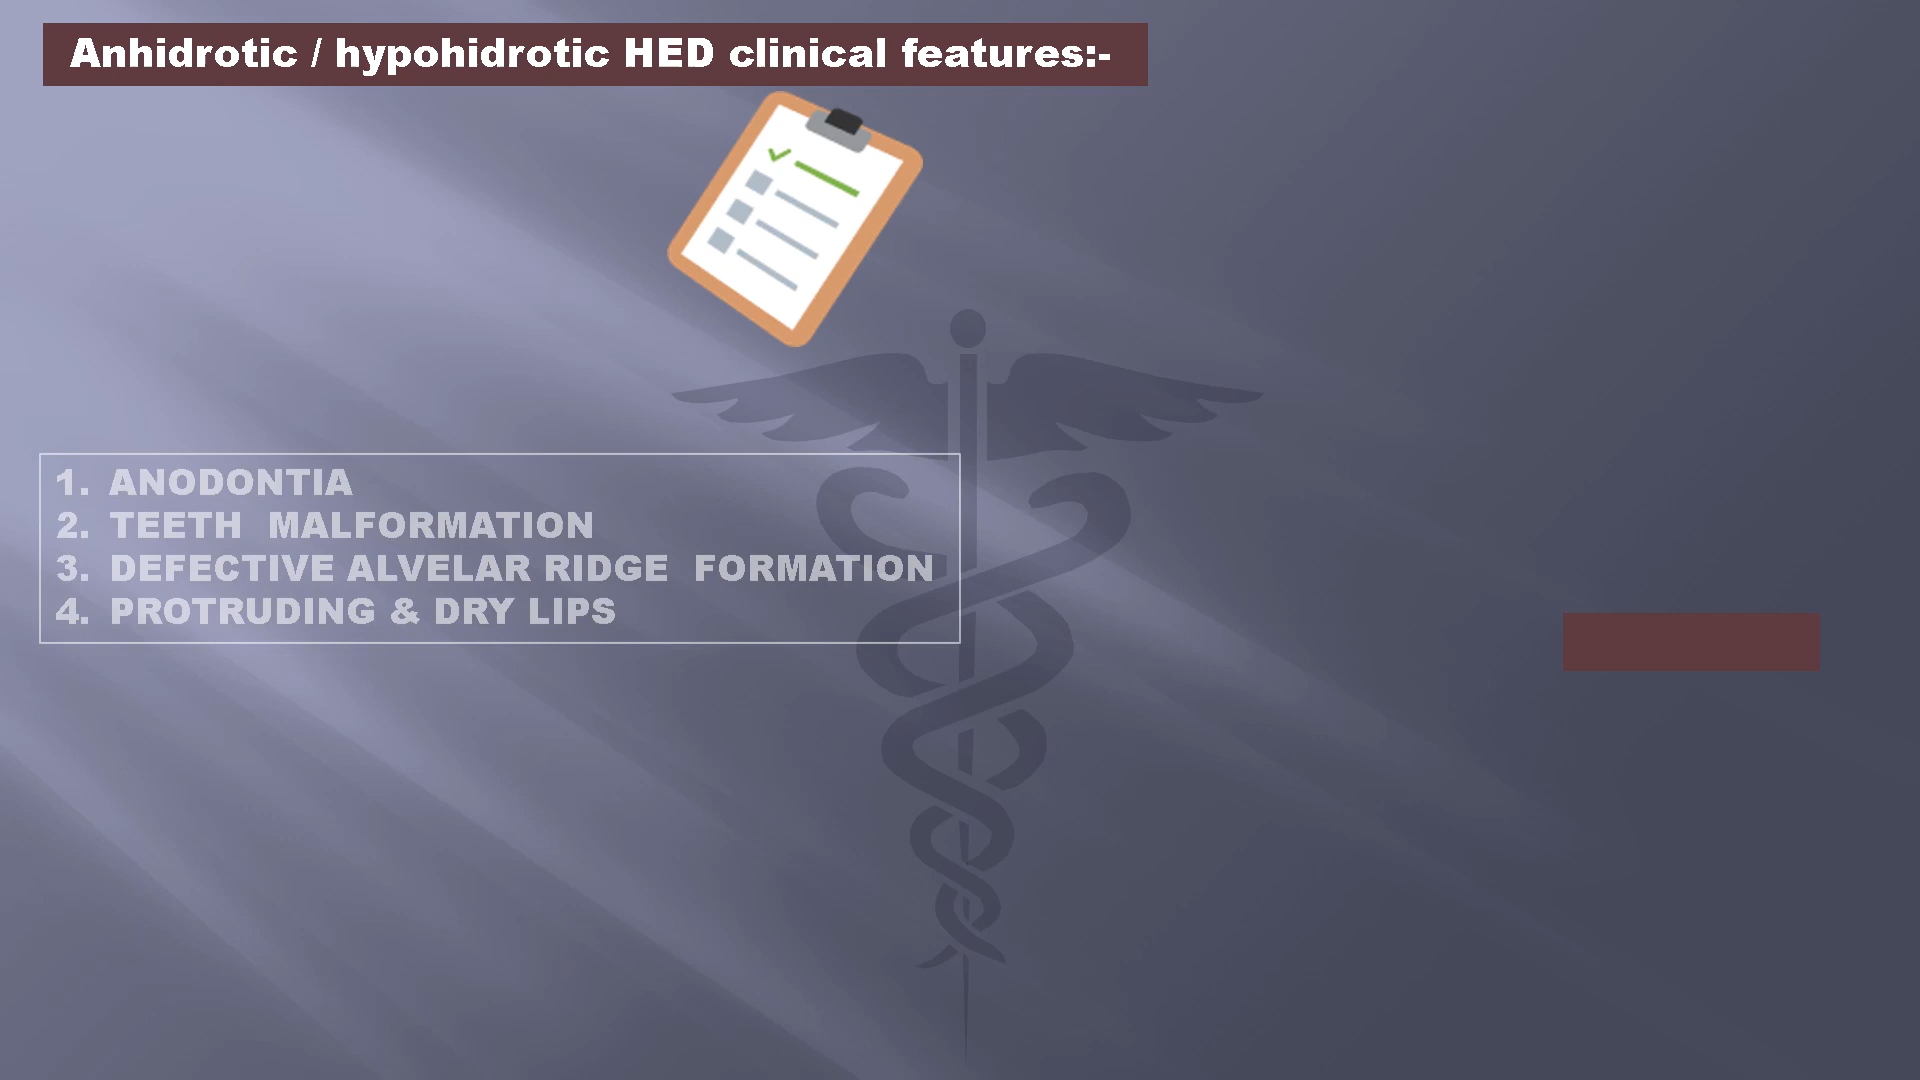 Anhidrotic / hypohidrotic HED clinical features:-
1. ANODONTIA
2. TEETH MALFORMATION
3. DEFECTIVE ALVELAR RIDGE FORMATION
4. PROTRUDING & DRY LIPS